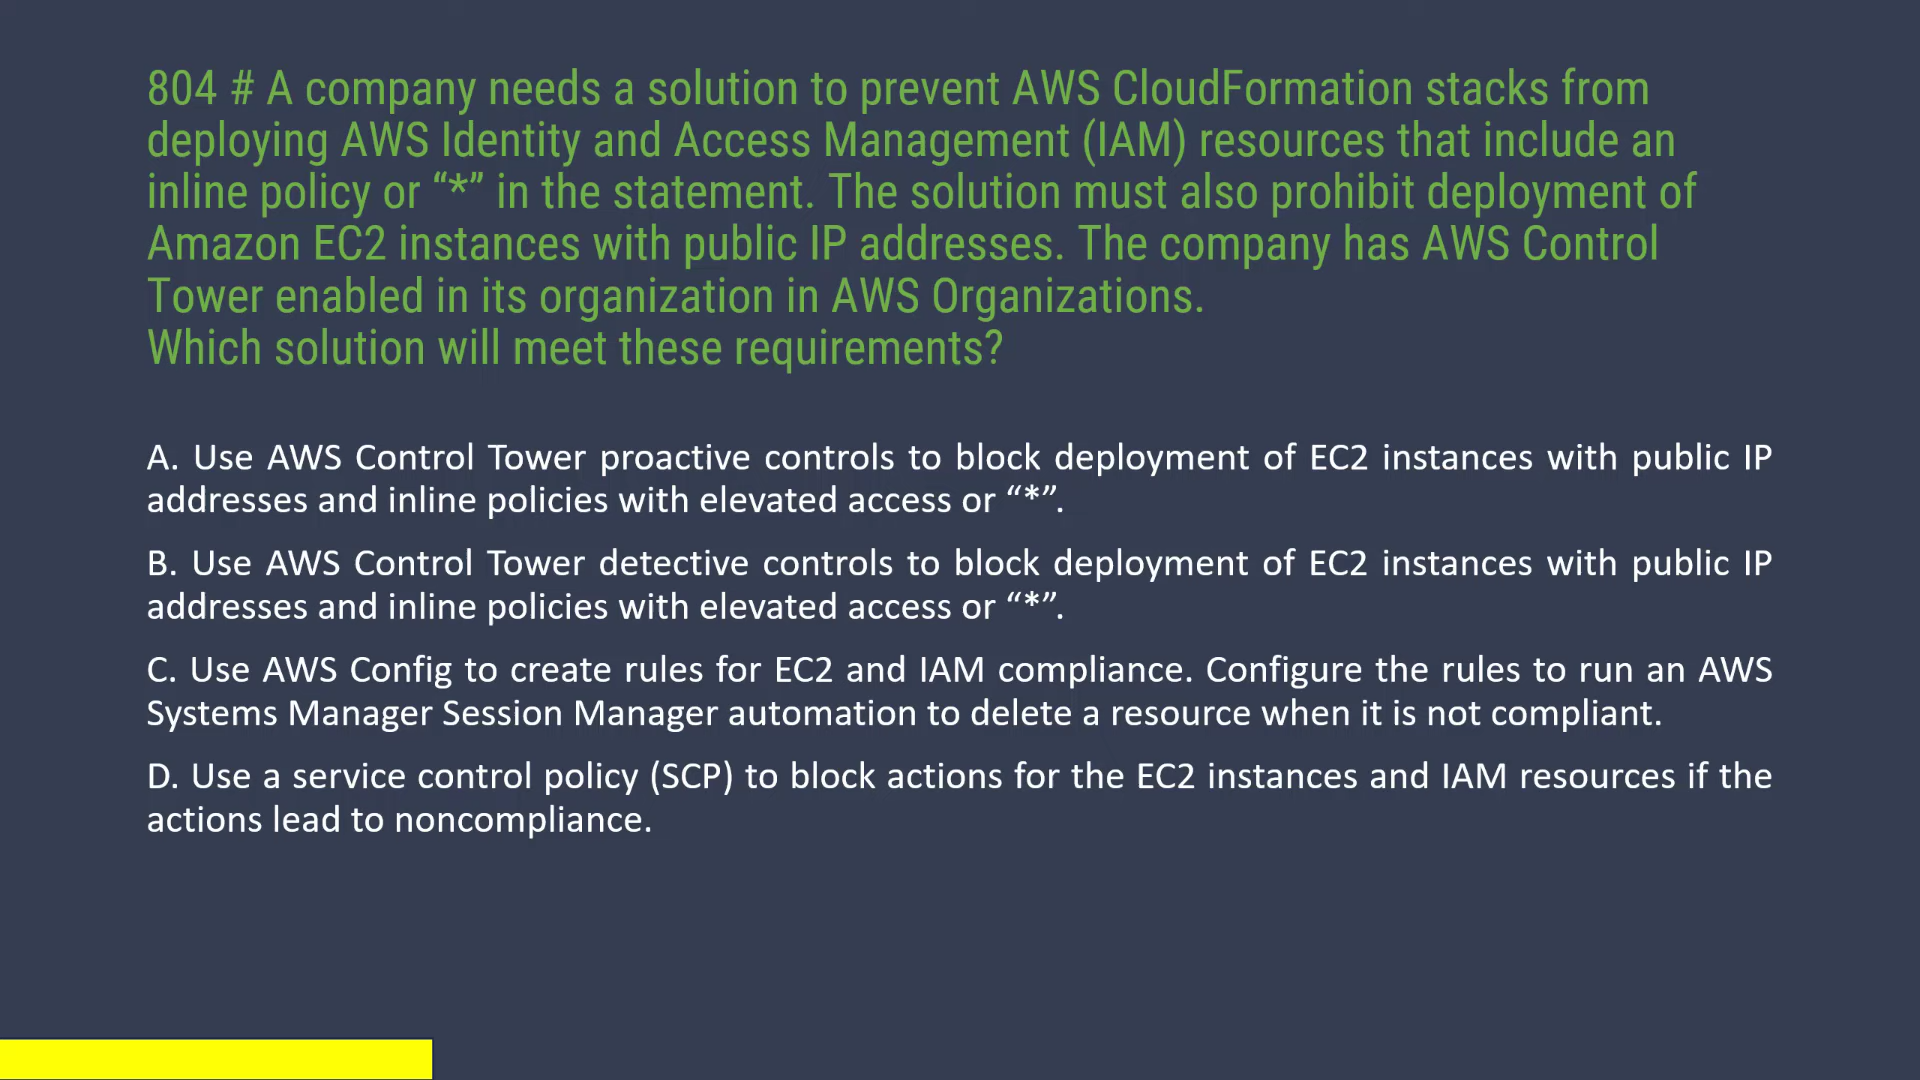 804 # A company needs a solution to prevent AWS CloudFormation stacks from
deploying AWS Identity and Access Management (IAM) resources that include an
inline policy or “*” in the statement. The solution must also prohibit deployment of
Amazon EC2 instances with public IP addresses. The company has AWS Control
Tower enabled in its organization in AWS Organizations.
Which solution will meet these requirements?
A. Use AWS Control Tower proactive controls to block deployment of EC2 instances with public IP
addresses and inline policies with elevated access or “*”.
B. Use AWS Control Tower detective controls to block deployment of EC2 instances with public IP
addresses and inline policies with elevated access or “*”.
C. Use AWS Config to create rules for EC2 and IAM compliance. Configure the rules to run an AWS
Systems Manager Session Manager automation to delete a resource when it is not compliant.
D. Use a service control policy (SCP) to block actions for the EC2 instances and IAM resources if the
actions lead to noncompliance.